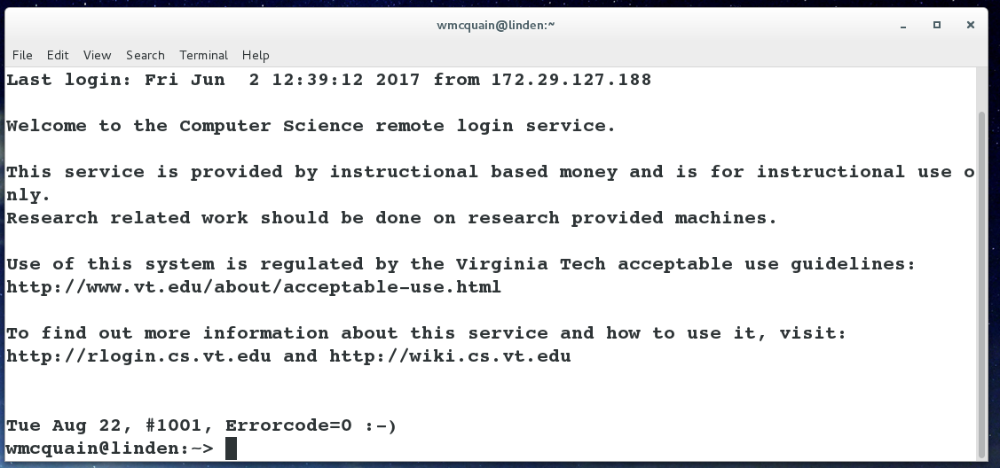 wmcquain@linden:~
File Edit View Search Terminal Help
Last login: Fri Jun  2 12:39:12 2017 from 172.29.127.188
Welcome to the Computer Science remote login service.
This service is provided by instructional based money and is for instructional use o
nly.
Research related work should be done on research provided machines.
Use of this system is regulated by the Virginia Tech acceptable use guidelines:
http://www.vt.edu/about/acceptable-use.html
To find out more information about this service and how to use it, visit:
http://rlogin.cs.vt.edu and http://wiki.cs.vt.edu
Tue Aug 22, #1001, Errorcode=0 :-)
wmcquain@linden:~>